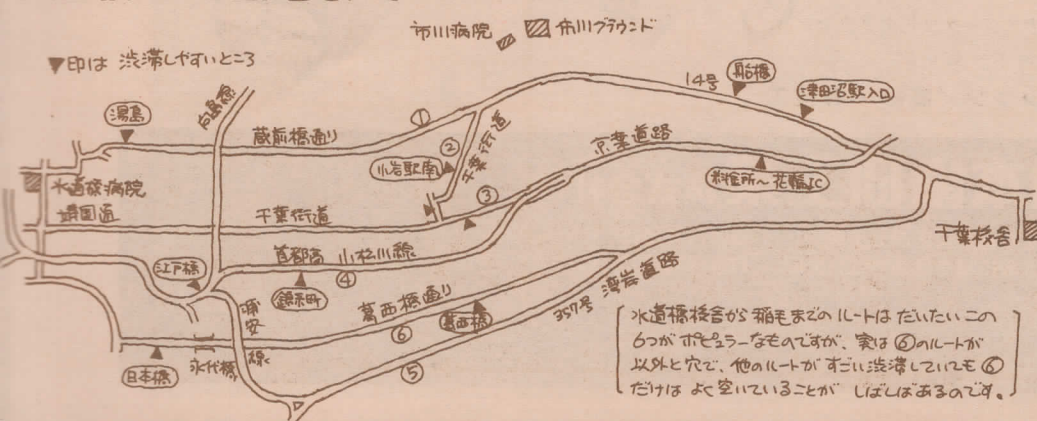 市川病院
市川グラウンド
▼印は 渋滞しやすいところ
湯島
向島線
蔵前橋通り
①
②
小岩駅南
千葉街道
14号
船橋
津田沼駅入口
京葉道路
料金所〜花輪IC
水道橋病院
靖国通
千葉街道
③
千葉校舎
江戸橋
首都高 小松川線
④
錦糸町
浦安線
葛西橋通り
⑥
葛西橋
湾岸道路
357号
⑤
日本橋
永代橋
水道橋校舎から稲毛までのルートはだいたいこの
6つがポピュラーなものですが、実は⑥のルートが
以外と穴で、他のルートがすごい渋滞していても⑥
だけはよく空いていることがしばしばあるのです。